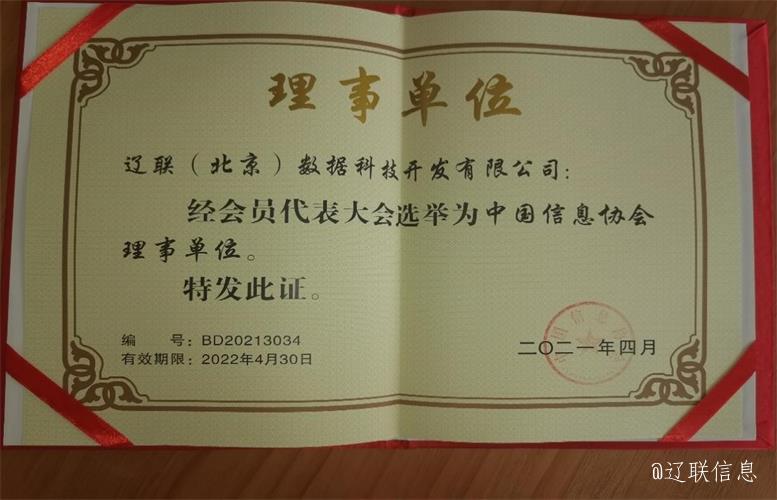 理事单位
辽联（北京）数据科技开发有限公司：
经会员代表大会选举为中国信息协会
理事单位。
特发此证。
编 号：BD20213034
有效期限：2022年4月30日
二〇二一年四月
@辽联信息